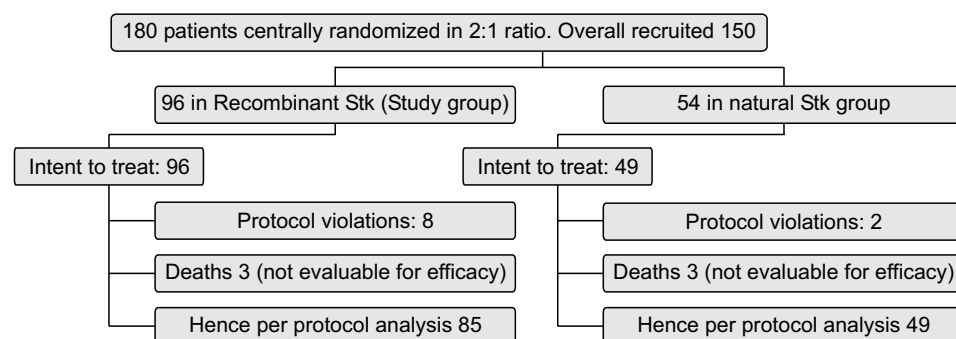 180 patients centrally randomized in 2:1 ratio. Overall recruited 150
96 in Recombinant Stk (Study group)
54 in natural Stk group
Intent to treat: 96
Intent to treat: 49
Protocol violations: 8
Protocol violations: 2
Deaths 3 (not evaluable for efficacy)
Deaths 3 (not evaluable for efficacy)
Hence per protocol analysis 85
Hence per protocol analysis 49